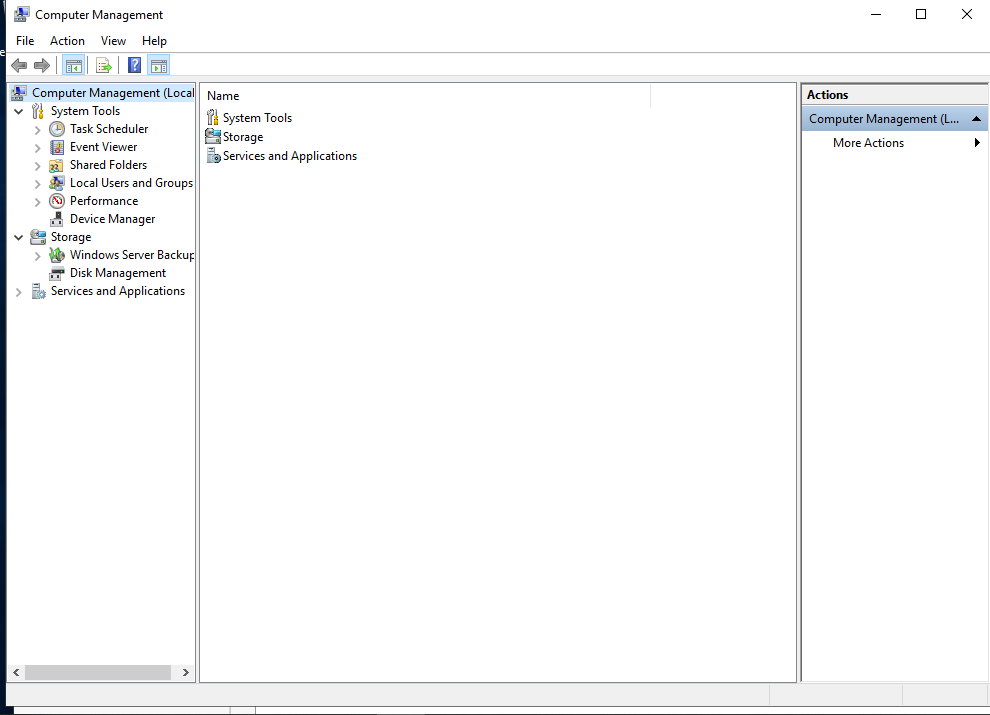 Computer Management
File Action View Help
e
Computer Management (Local
System Tools
Task Scheduler
Event Viewer
Shared Folders
Local Users and Groups
Performance
Device Manager
Storage
Windows Server Backup
Disk Management
Services and Applications
Name
System Tools
Storage
Services and Applications
Actions
Computer Management (L...
More Actions